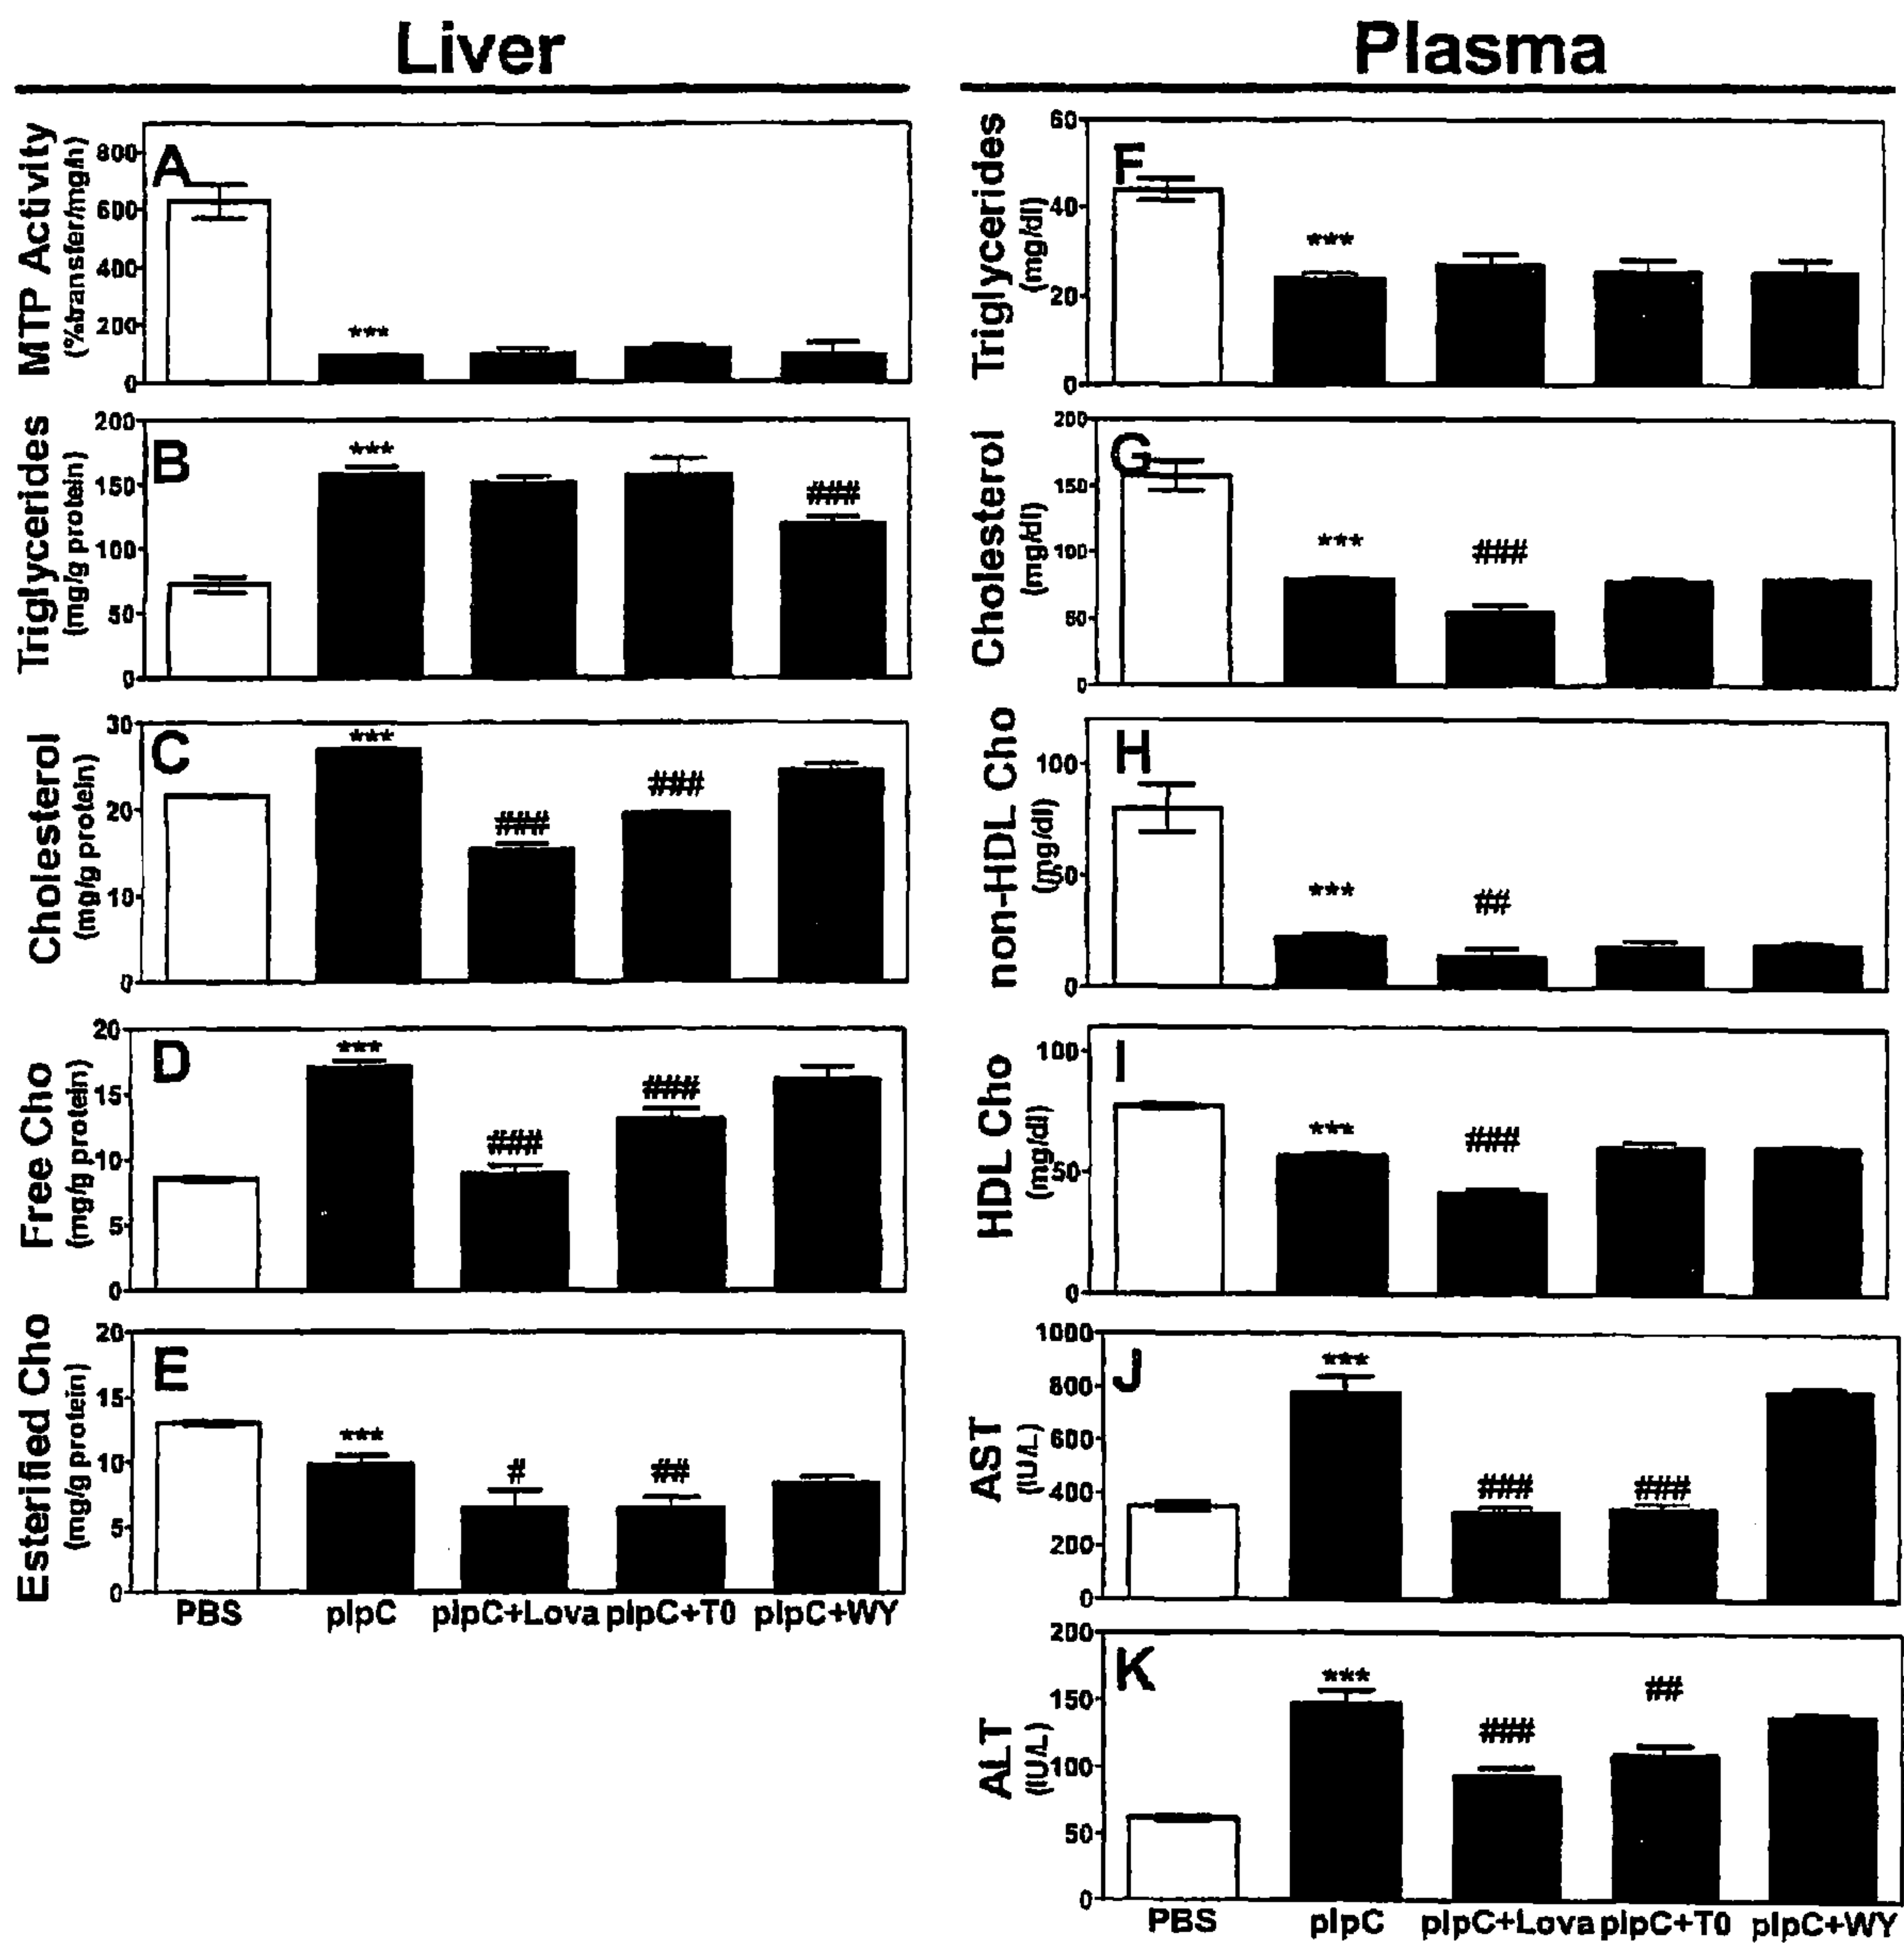 Liver
MTP Activity
(%transfer/mg/h)
800
600
400
200
0
A
***
Triglycerides
(mg/g protein)
200
150
100
50
0
B
***
###
Cholesterol
(mg/g protein)
30
20
10
0
C
***
###
###
Free Cho
(mg/g protein)
20
15
10
5
0
D
***
###
###
Esterified Cho
(mg/g protein)
20
15
10
5
0
E
***
#
##
PBS pIpC pIpC+Lova pIpC+T0 pIpC+WY
Plasma
Triglycerides
(mg/dl)
60
40
20
0
F
***
Cholesterol
(mg/dl)
200
150
100
50
0
G
***
###
non-HDL Cho
(mg/dl)
100
50
0
H
***
##
HDL Cho
(mg/dl)
100
50
0
I
***
###
AST
(IU/L)
1000
800
600
400
200
0
J
***
###
###
ALT
(IU/L)
200
150
100
50
0
K
***
###
##
PBS pIpC pIpC+Lova pIpC+T0 pIpC+WY